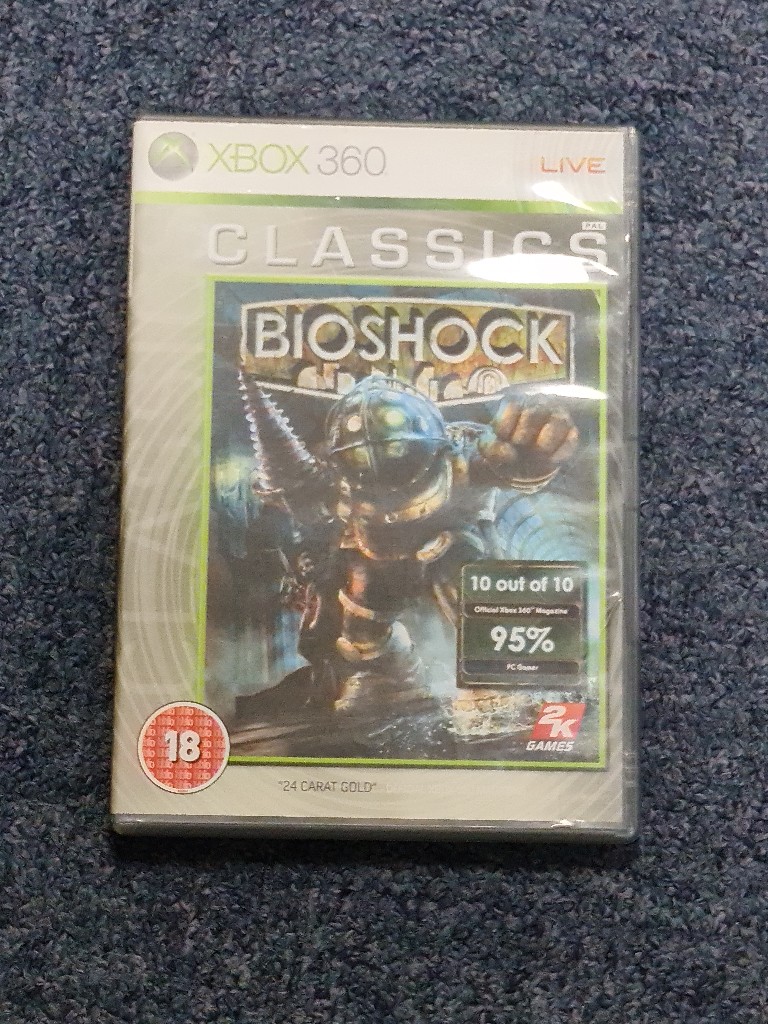 XBOX 360 LIVE
PAL
CLASSICS
BIOSHOCK
10 out of 10
Official Xbox 360™ Magazine
95%
PC Gamer
2K
GAMES
18
"24 CARAT GOLD"